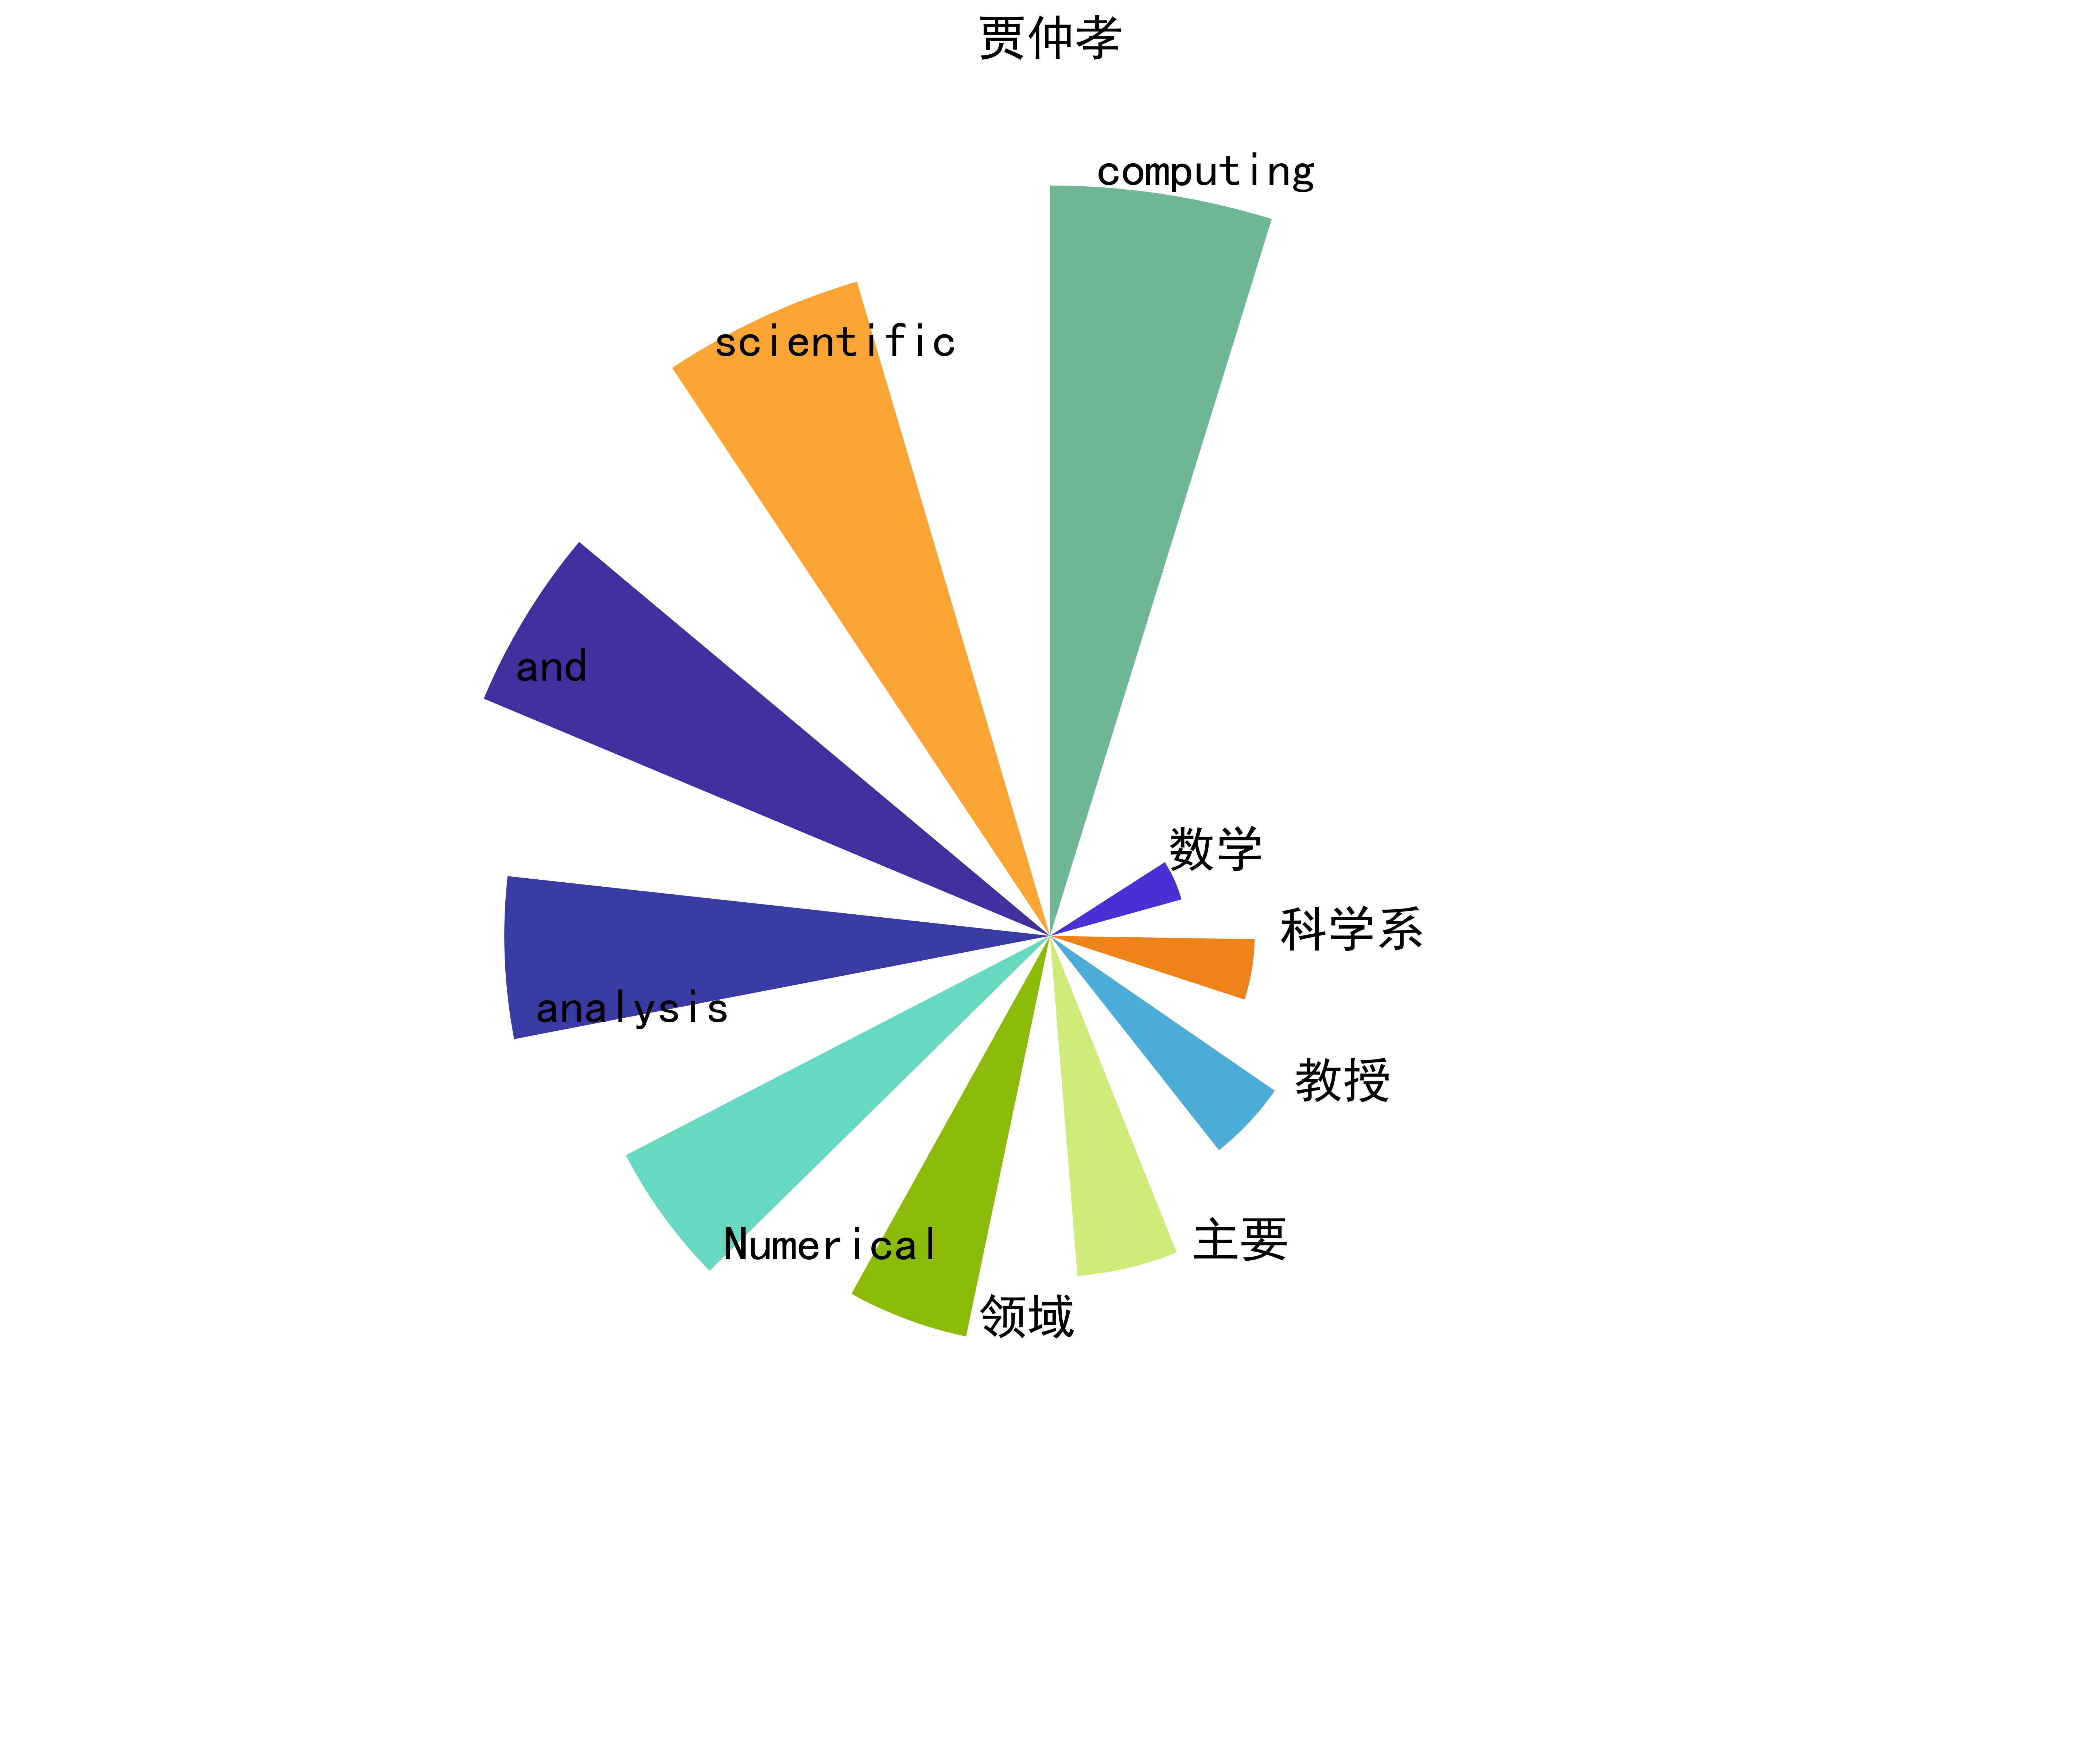 贾仲孝
computing
scientific
and
数学
科学系
analysis
教授
主要
Numerical
领域